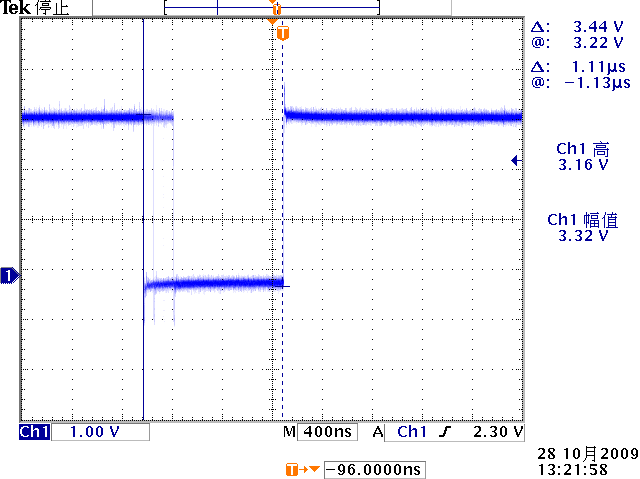 Tek 停止
T
Δ: 3.44 V
@: 3.22 V
Δ: 1.11µs
@: −1.13µs
Ch1 高
3.16 V
Ch1 幅值
3.32 V
1
Ch1 1.00 V M 400ns A Ch1 2.30 V
T −96.0000ns
28 10月2009
13:21:58